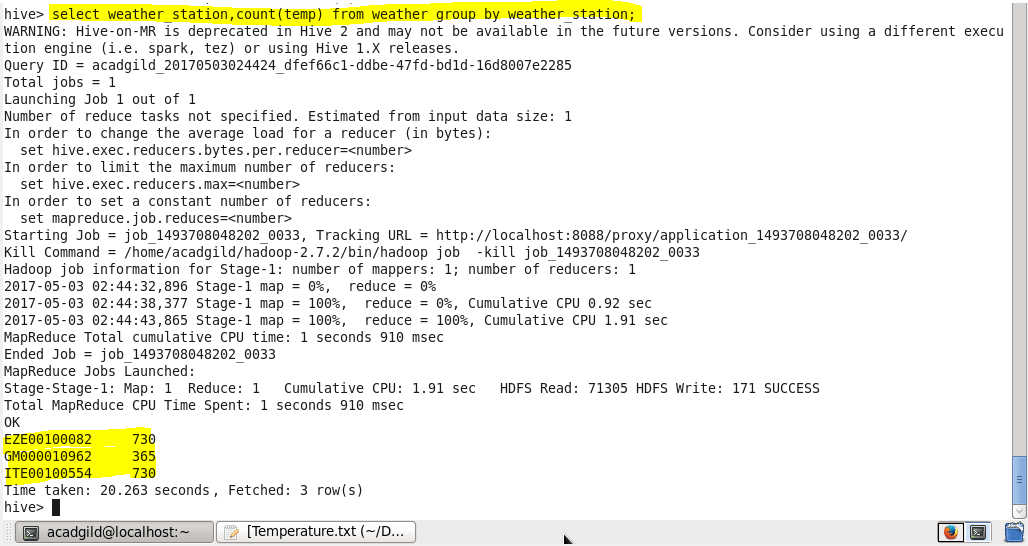 hive> select weather_station,count(temp) from weather group by weather_station;
WARNING: Hive-on-MR is deprecated in Hive 2 and may not be available in the future versions. Consider using a different execu
tion engine (i.e. spark, tez) or using Hive 1.X releases.
Query ID = acadgild_20170503024424_dfef66c1-ddbe-47fd-bd1d-16d8007e2285
Total jobs = 1
Launching Job 1 out of 1
Number of reduce tasks not specified. Estimated from input data size: 1
In order to change the average load for a reducer (in bytes):
  set hive.exec.reducers.bytes.per.reducer=<number>
In order to limit the maximum number of reducers:
  set hive.exec.reducers.max=<number>
In order to set a constant number of reducers:
  set mapreduce.job.reduces=<number>
Starting Job = job_1493708048202_0033, Tracking URL = http://localhost:8088/proxy/application_1493708048202_0033/
Kill Command = /home/acadgild/hadoop-2.7.2/bin/hadoop job  -kill job_1493708048202_0033
Hadoop job information for Stage-1: number of mappers: 1; number of reducers: 1
2017-05-03 02:44:32,896 Stage-1 map = 0%,  reduce = 0%
2017-05-03 02:44:38,377 Stage-1 map = 100%,  reduce = 0%, Cumulative CPU 0.92 sec
2017-05-03 02:44:43,865 Stage-1 map = 100%,  reduce = 100%, Cumulative CPU 1.91 sec
MapReduce Total cumulative CPU time: 1 seconds 910 msec
Ended Job = job_1493708048202_0033
MapReduce Jobs Launched:
Stage-Stage-1: Map: 1  Reduce: 1   Cumulative CPU: 1.91 sec   HDFS Read: 71305 HDFS Write: 171 SUCCESS
Total MapReduce CPU Time Spent: 1 seconds 910 msec
OK
EZE00100082     730
GM000010962     365
ITE00100554     730
Time taken: 20.263 seconds, Fetched: 3 row(s)
hive>
acadgild@localhost:~ [Temperature.txt (~/D...